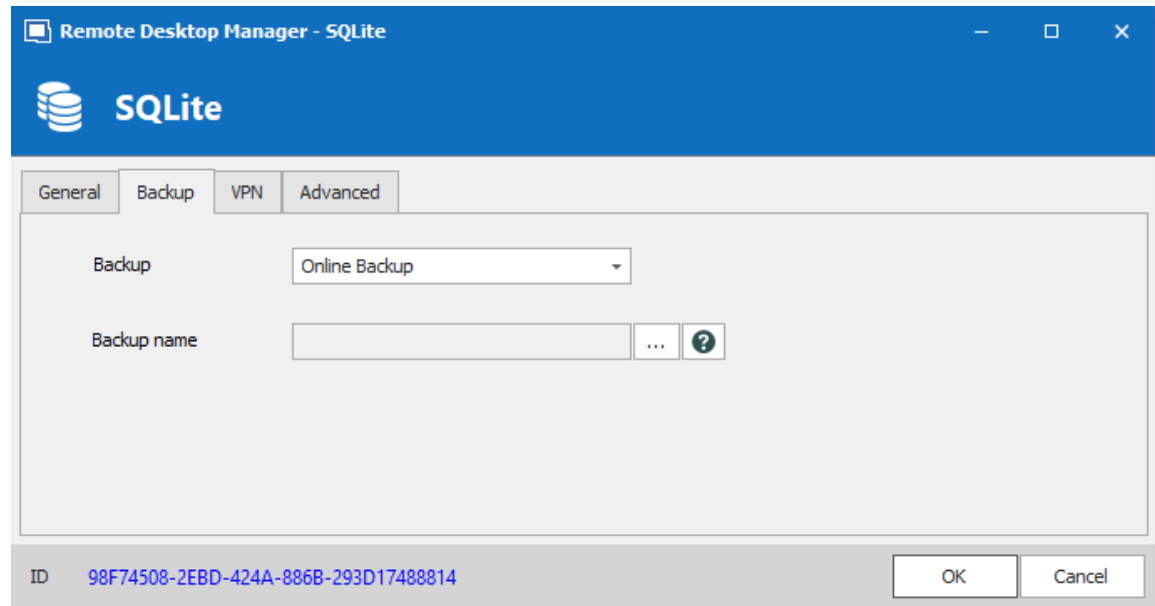 Remote Desktop Manager - SQLite
SQLite
General Backup VPN Advanced
Backup Online Backup
Backup name ... ?
ID 98F74508-2EBD-424A-886B-293D17488814 OK Cancel